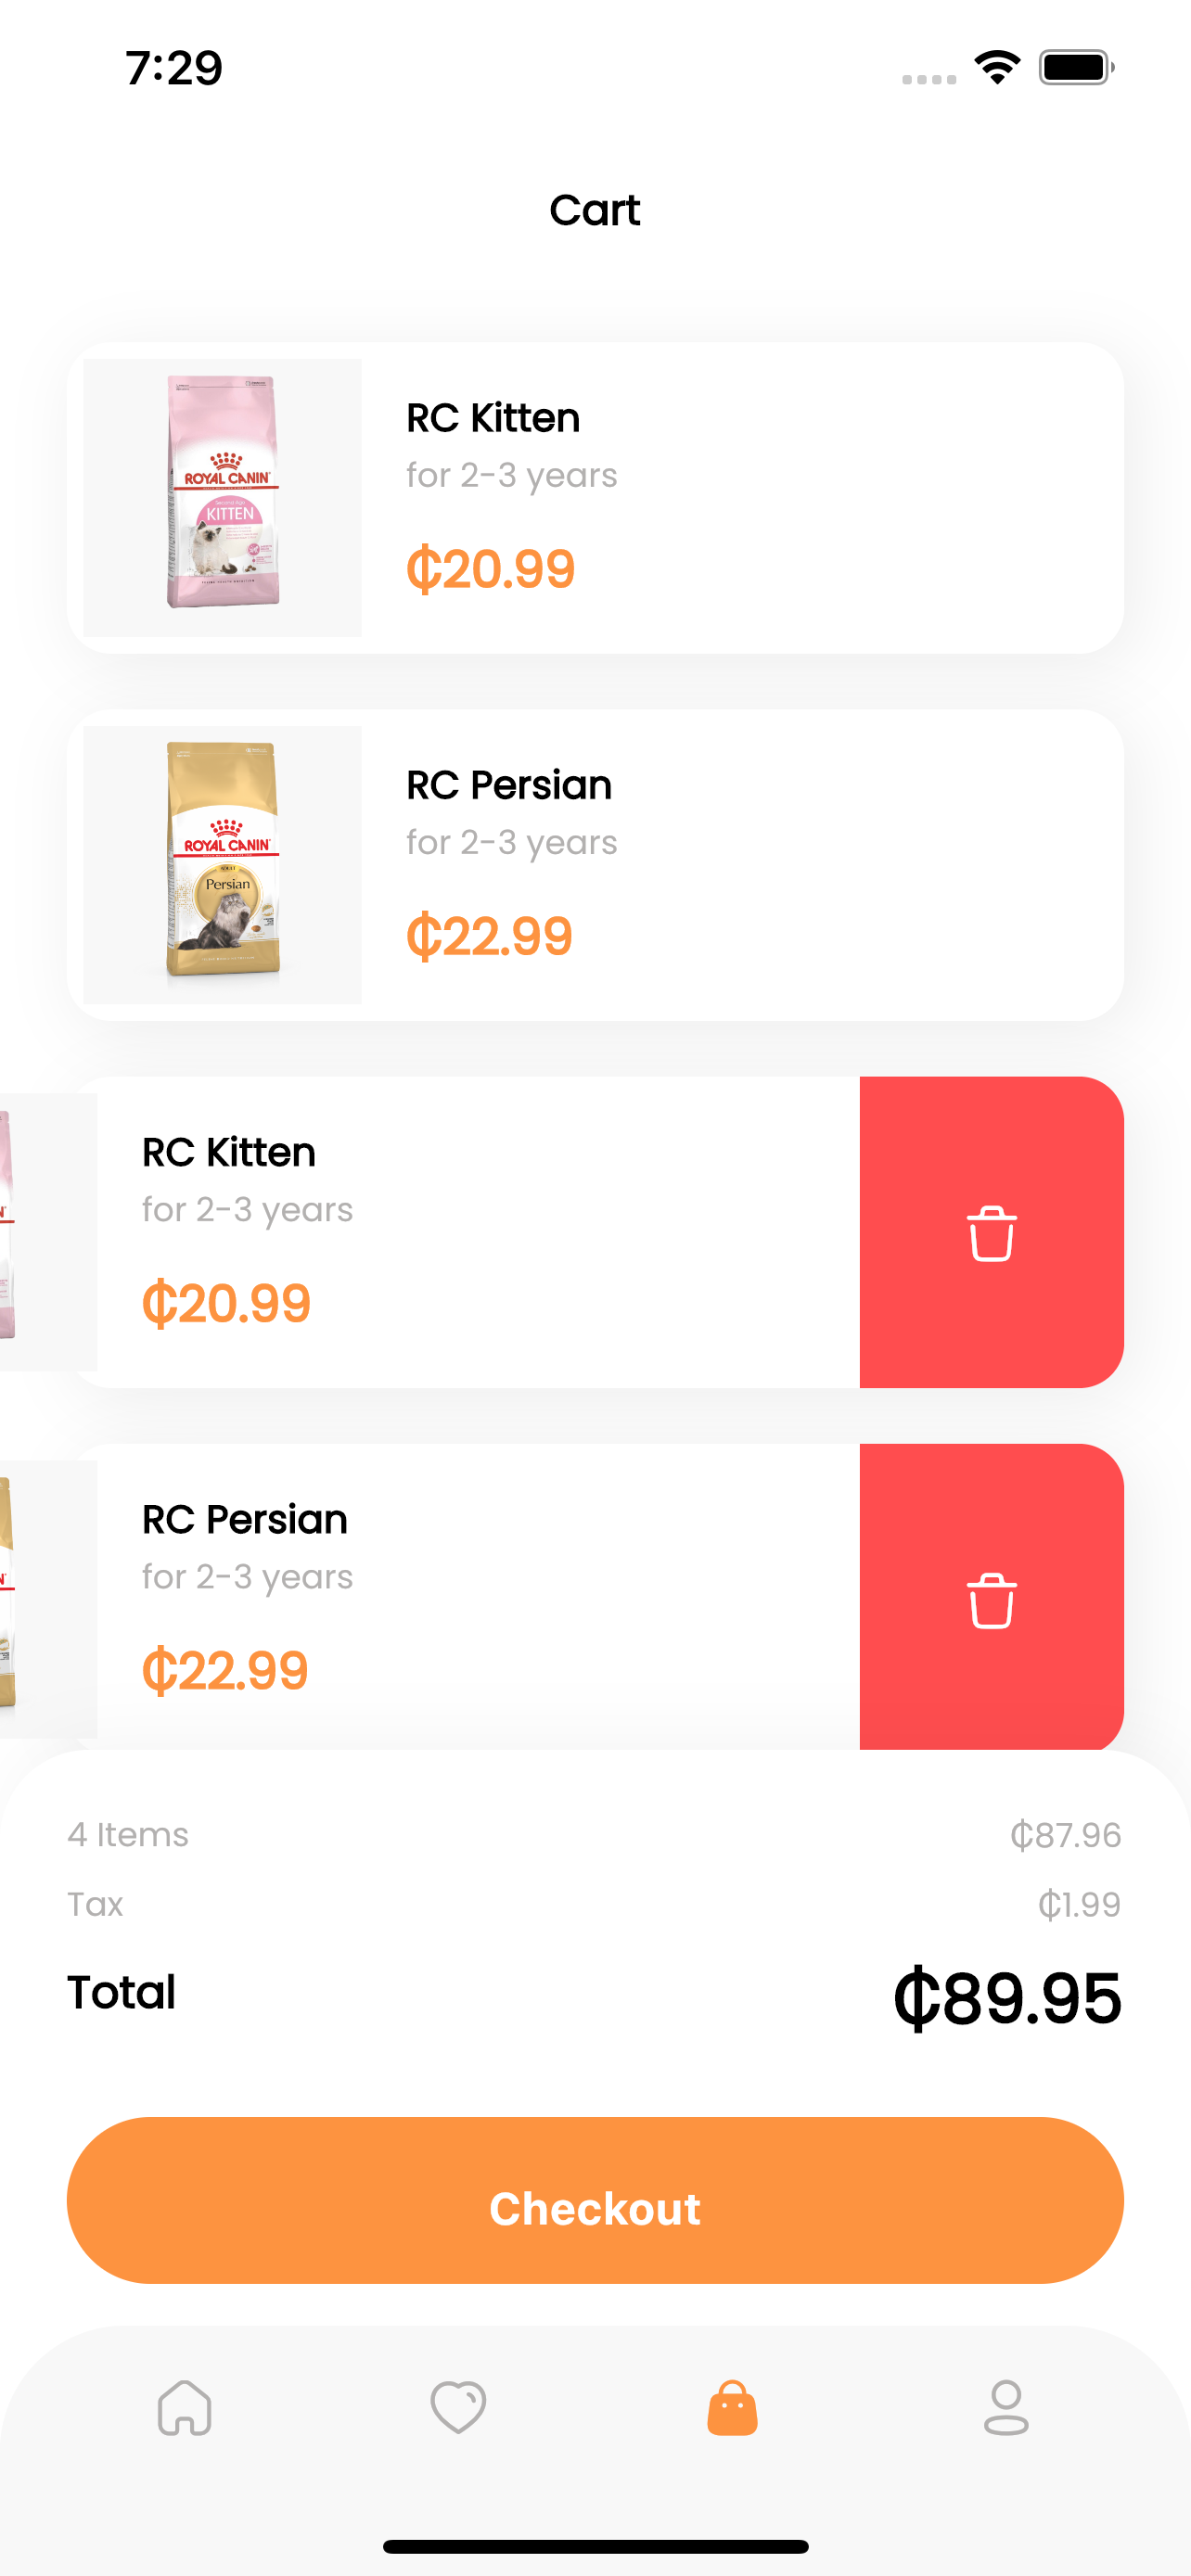 7:29
Cart
ROYAL CANIN
KITTEN
RC Kitten
for 2-3 years
₵20.99
ROYAL CANIN
Persian
RC Persian
for 2-3 years
₵22.99
RC Kitten
for 2-3 years
₵20.99
RC Persian
for 2-3 years
₵22.99
4 Items ₵87.96
Tax ₵1.99
Total ₵89.95
Checkout